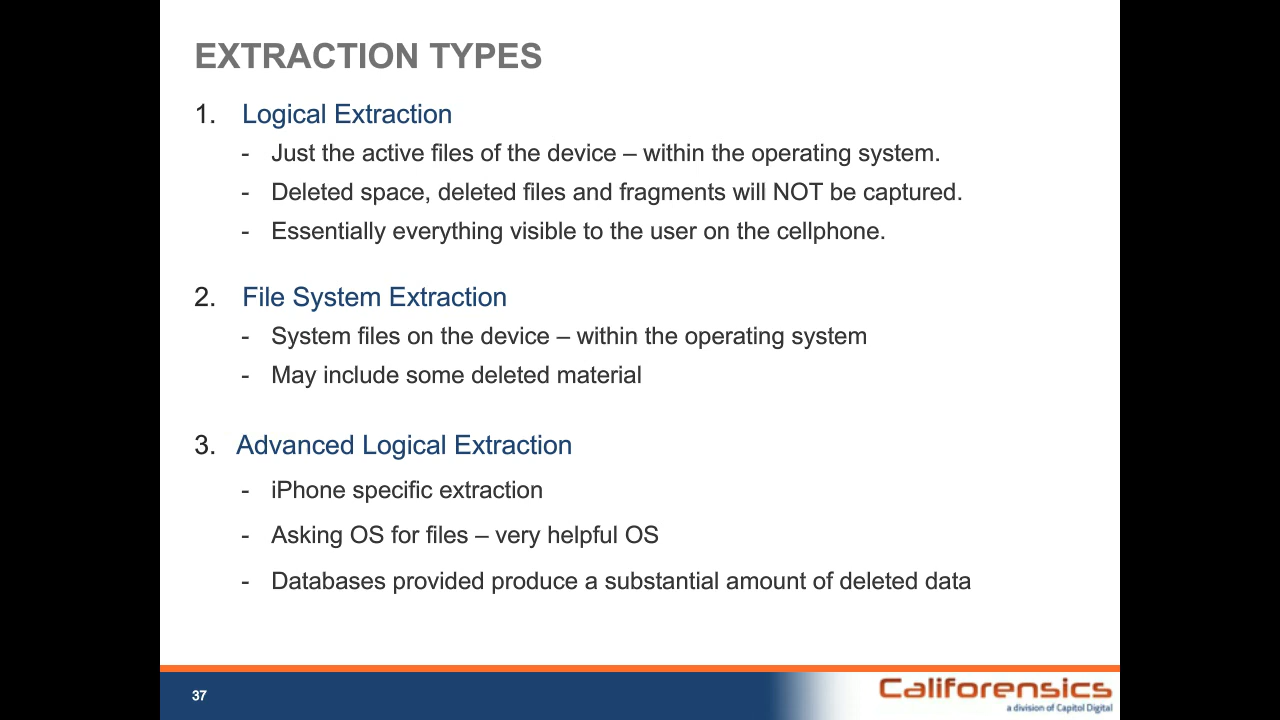 EXTRACTION TYPES
1. Logical Extraction
- Just the active files of the device – within the operating system.
- Deleted space, deleted files and fragments will NOT be captured.
- Essentially everything visible to the user on the cellphone.
2. File System Extraction
- System files on the device – within the operating system
- May include some deleted material
3. Advanced Logical Extraction
- iPhone specific extraction
- Asking OS for files – very helpful OS
- Databases provided produce a substantial amount of deleted data
37
Califorensics
a division of Capitol Digital